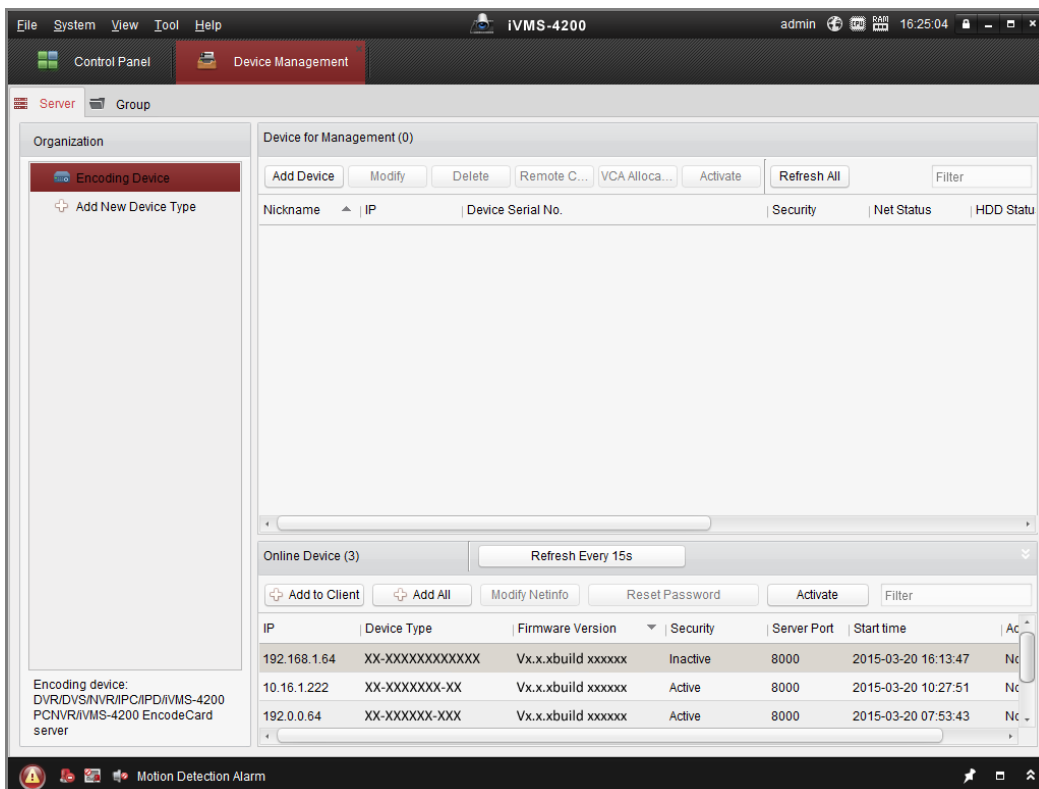 File System View Tool Help iVMS-4200 admin CPU RAM 16:25:04
Control Panel Device Management
Server Group
Organization
Encoding Device
Add New Device Type
Encoding device:
DVR/DVS/NVR/IPC/IPD/iVMS-4200
PCNVR/iVMS-4200 EncodeCard
server
Device for Management (0)
Add Device Modify Delete Remote C... VCA Alloca... Activate Refresh All Filter
Nickname IP Device Serial No. Security Net Status HDD Statu
Online Device (3) Refresh Every 15s
Add to Client Add All Modify Netinfo Reset Password Activate Filter
IP Device Type Firmware Version Security Server Port Start time Ac
192.168.1.64 XX-XXXXXXXXXXXX Vx.x.xbuild xxxxxx Inactive 8000 2015-03-20 16:13:47 No
10.16.1.222 XX-XXXXXXX-XX Vx.x.xbuild xxxxxx Active 8000 2015-03-20 10:27:51 No
192.0.0.64 XX-XXXXXX-XXX Vx.x.xbuild xxxxxx Active 8000 2015-03-20 07:53:43 No
Motion Detection Alarm